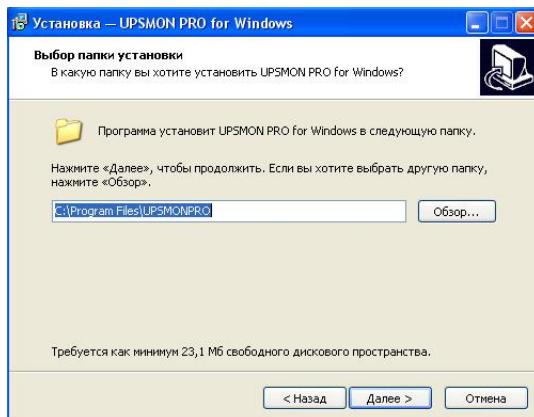 Установка — UPSMON PRO for Windows
Выбор папки установки
В какую папку вы хотите установить UPSMON PRO for Windows?
Программа установит UPSMON PRO for Windows в следующую папку.
Нажмите «Далее», чтобы продолжить. Если вы хотите выбрать другую папку,
нажмите «Обзор».
C:\Program Files\UPSMONPRO
Обзор...
Требуется как минимум 23,1 Мб свободного дискового пространства.
< Назад
Далее >
Отмена